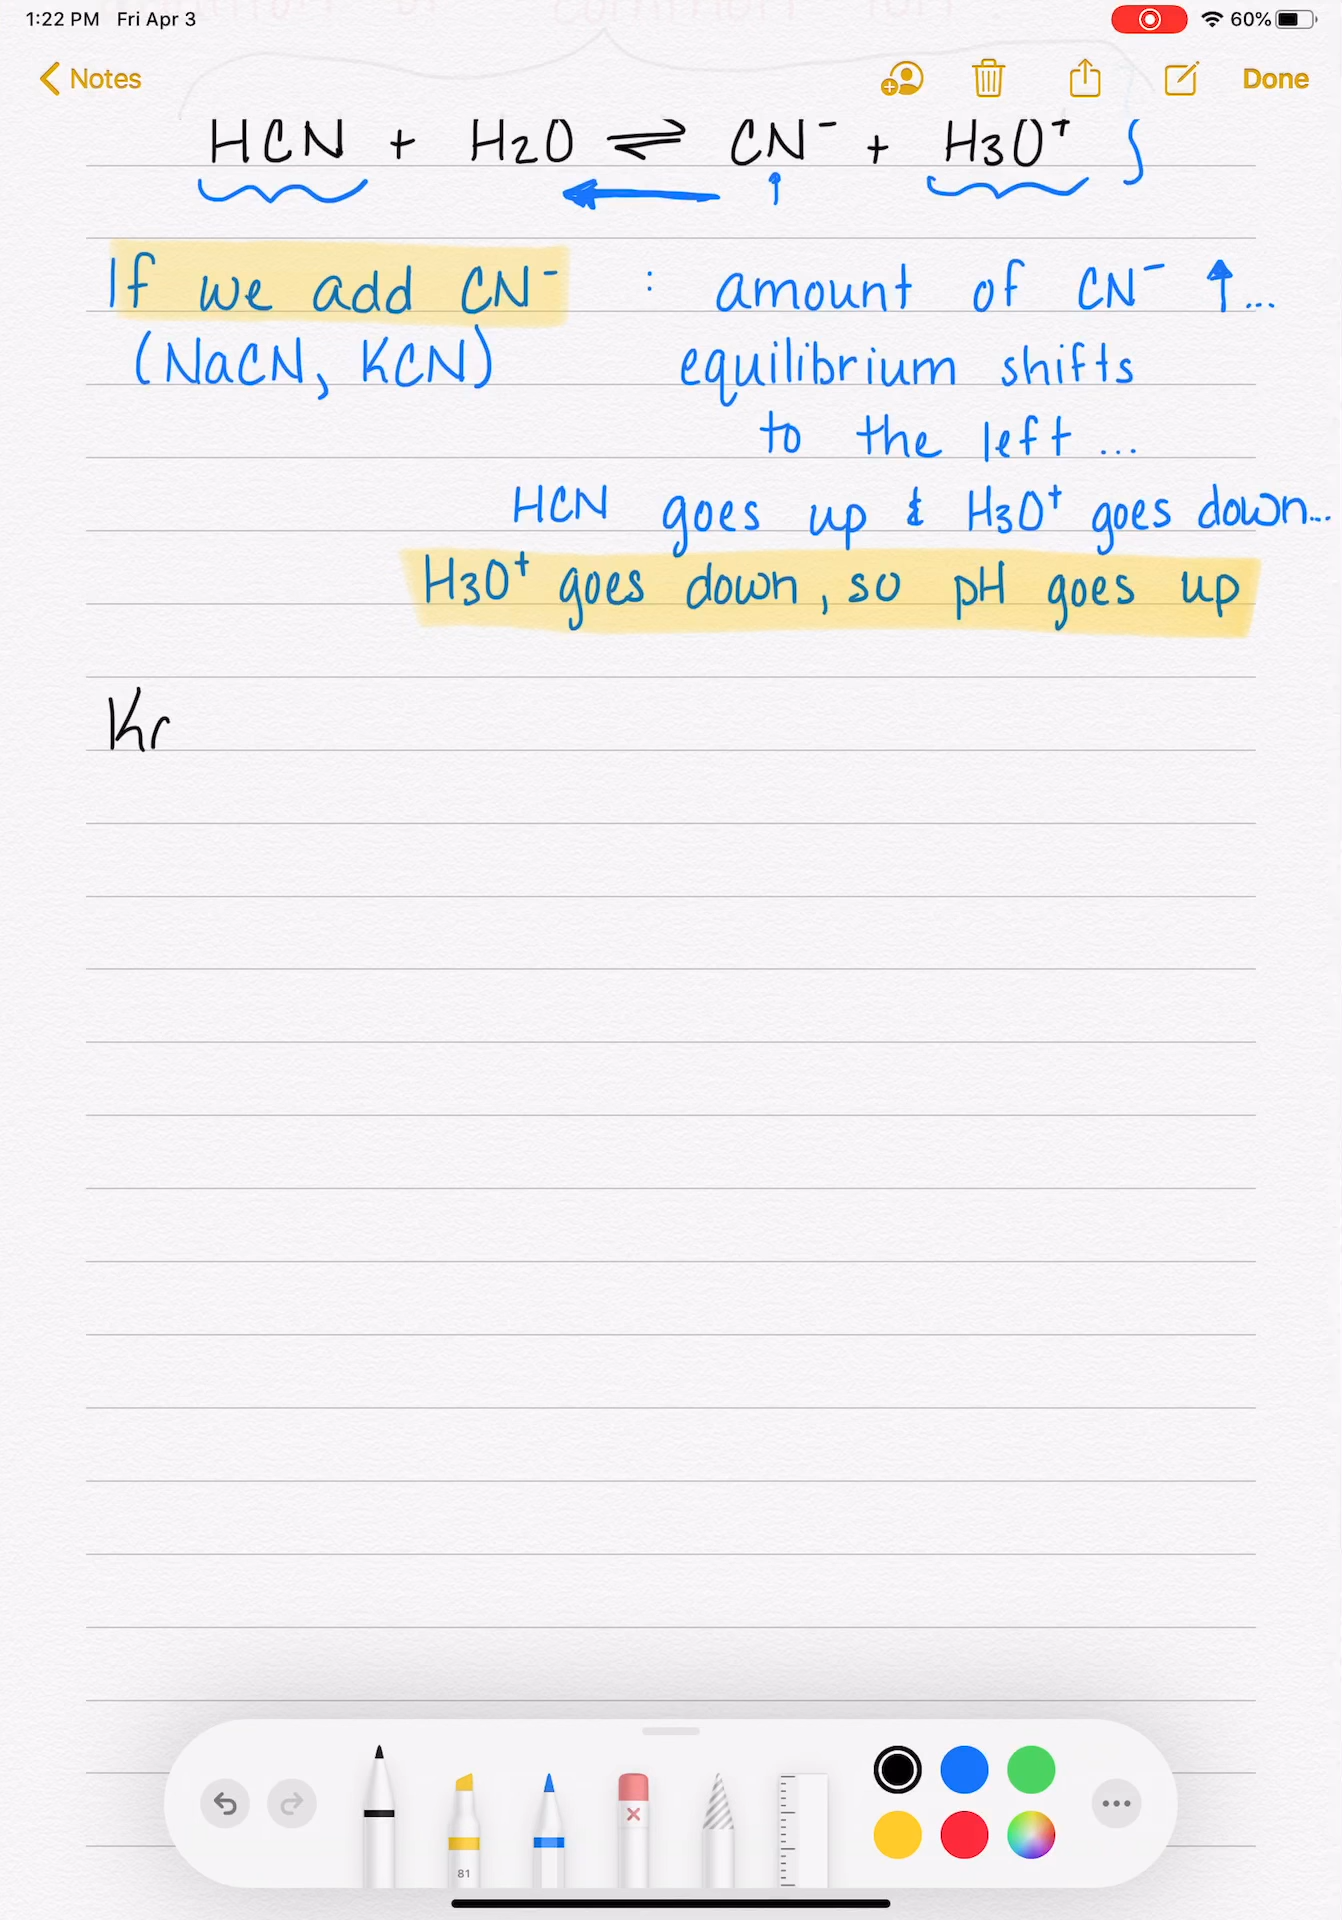 1:22 PM Fri Apr 3 60%
Notes Done
HCN + H2O ⇌ CN⁻ + H3O⁺
If we add CN⁻ : amount of CN⁻ ↑...
(NaCN, KCN) equilibrium shifts
to the left ...
HCN goes up & H3O⁺ goes down...
H3O⁺ goes down, so pH goes up
Kr
81